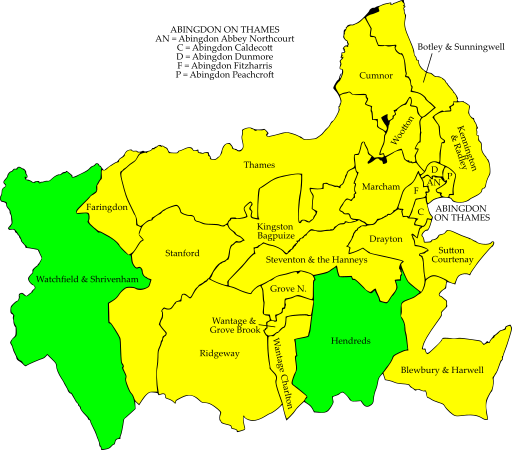 ABINGDON ON THAMES
AN = Abingdon Abbey Northcourt
C = Abingdon Caldecott
D = Abingdon Dunmore
F = Abingdon Fitzharris
P = Abingdon Peachcroft
Botley & Sunningwell
Cumnor
Wootton
Kennington
& Radley
Thames
D
P
AN
Marcham
F
Faringdon
C
ABINGDON
ON THAMES
Kingston
Bagpuize
Drayton
Stanford
Steventon & the Hanneys
Sutton
Courtenay
Watchfield & Shrivenham
Grove N.
Wantage &
Grove Brook
Ridgeway
Wantage Charlton
Hendreds
Blewbury & Harwell